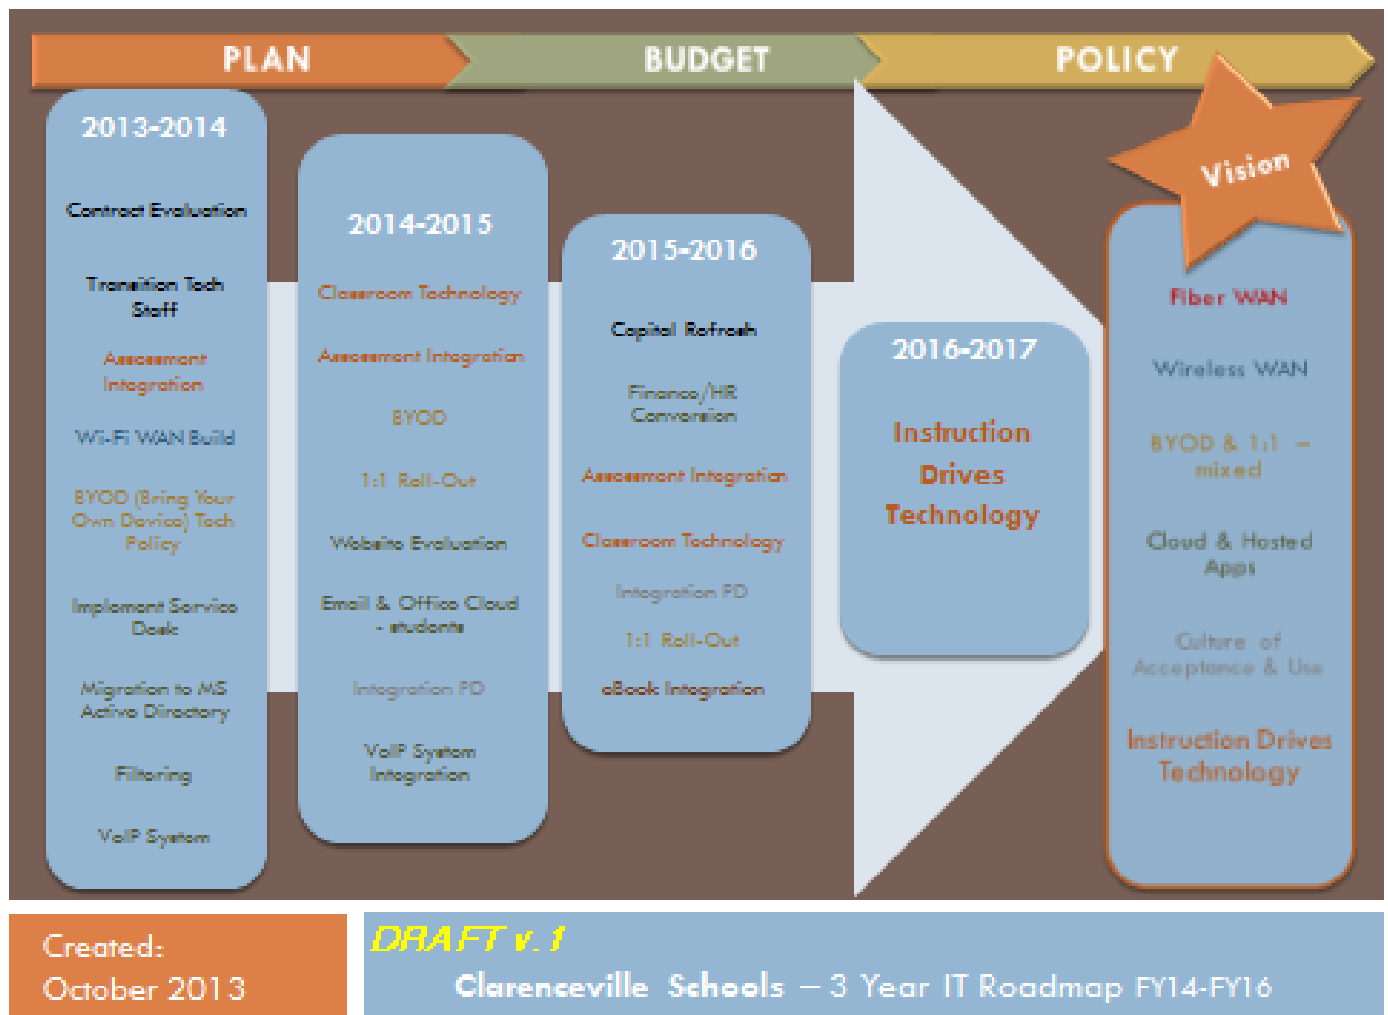 PLAN
BUDGET
POLICY
2013-2014
Contract Evaluation
Transition Tech
Staff
Assessment
Integration
Wi-Fi WAN Build
BYOD (Bring Your
Own Device) Tech
Policy
Implement Service
Desk
Migration to MS
Active Directory
Filtering
VoIP System
2014-2015
Classroom Technology
Assessment Integration
BYOD
1:1 Roll-Out
Website Evaluation
Email & Office Cloud
- students
Integration PD
VoIP System
Integration
2015-2016
Capital Refresh
Finance/HR
Conversion
Assessment Integration
Classroom Technology
Integration PD
1:1 Roll-Out
eBook Integration
2016-2017
Instruction
Drives
Technology
Vision
Fiber WAN
Wireless WAN
BYOD & 1:1 –
mixed
Cloud & Hosted
Apps
Culture of
Acceptance & Use
Instruction Drives
Technology
Created:
October 2013
DRAFT v.1
Clarenceville Schools – 3 Year IT Roadmap FY14-FY16